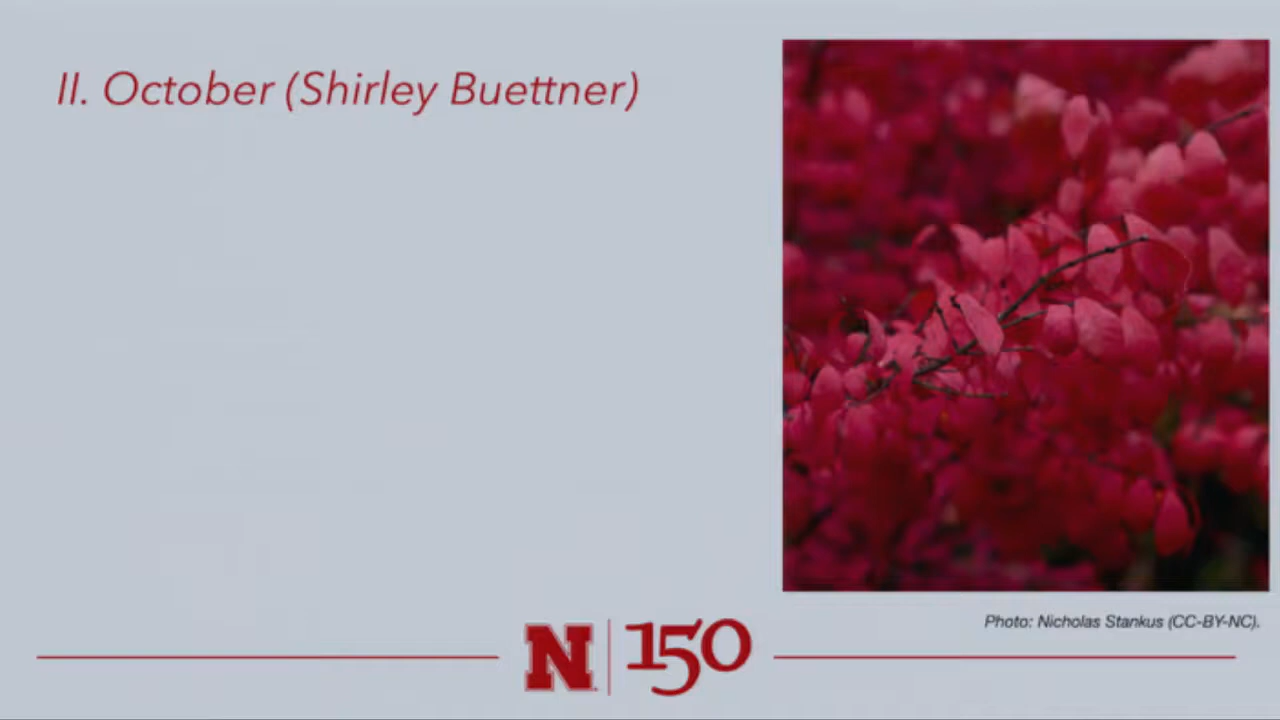 II. October (Shirley Buettner)
Photo: Nicholas Stankus (CC-BY-NC).
N 150